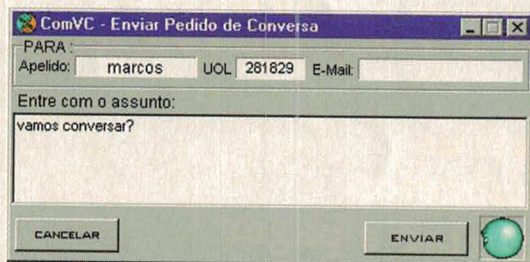 ComVC - Enviar Pedido de Conversa
PARA :
Apelido: marcos UOL 281829 E-Mail:
Entre com o assunto:
vamos conversar?
CANCELAR ENVIAR